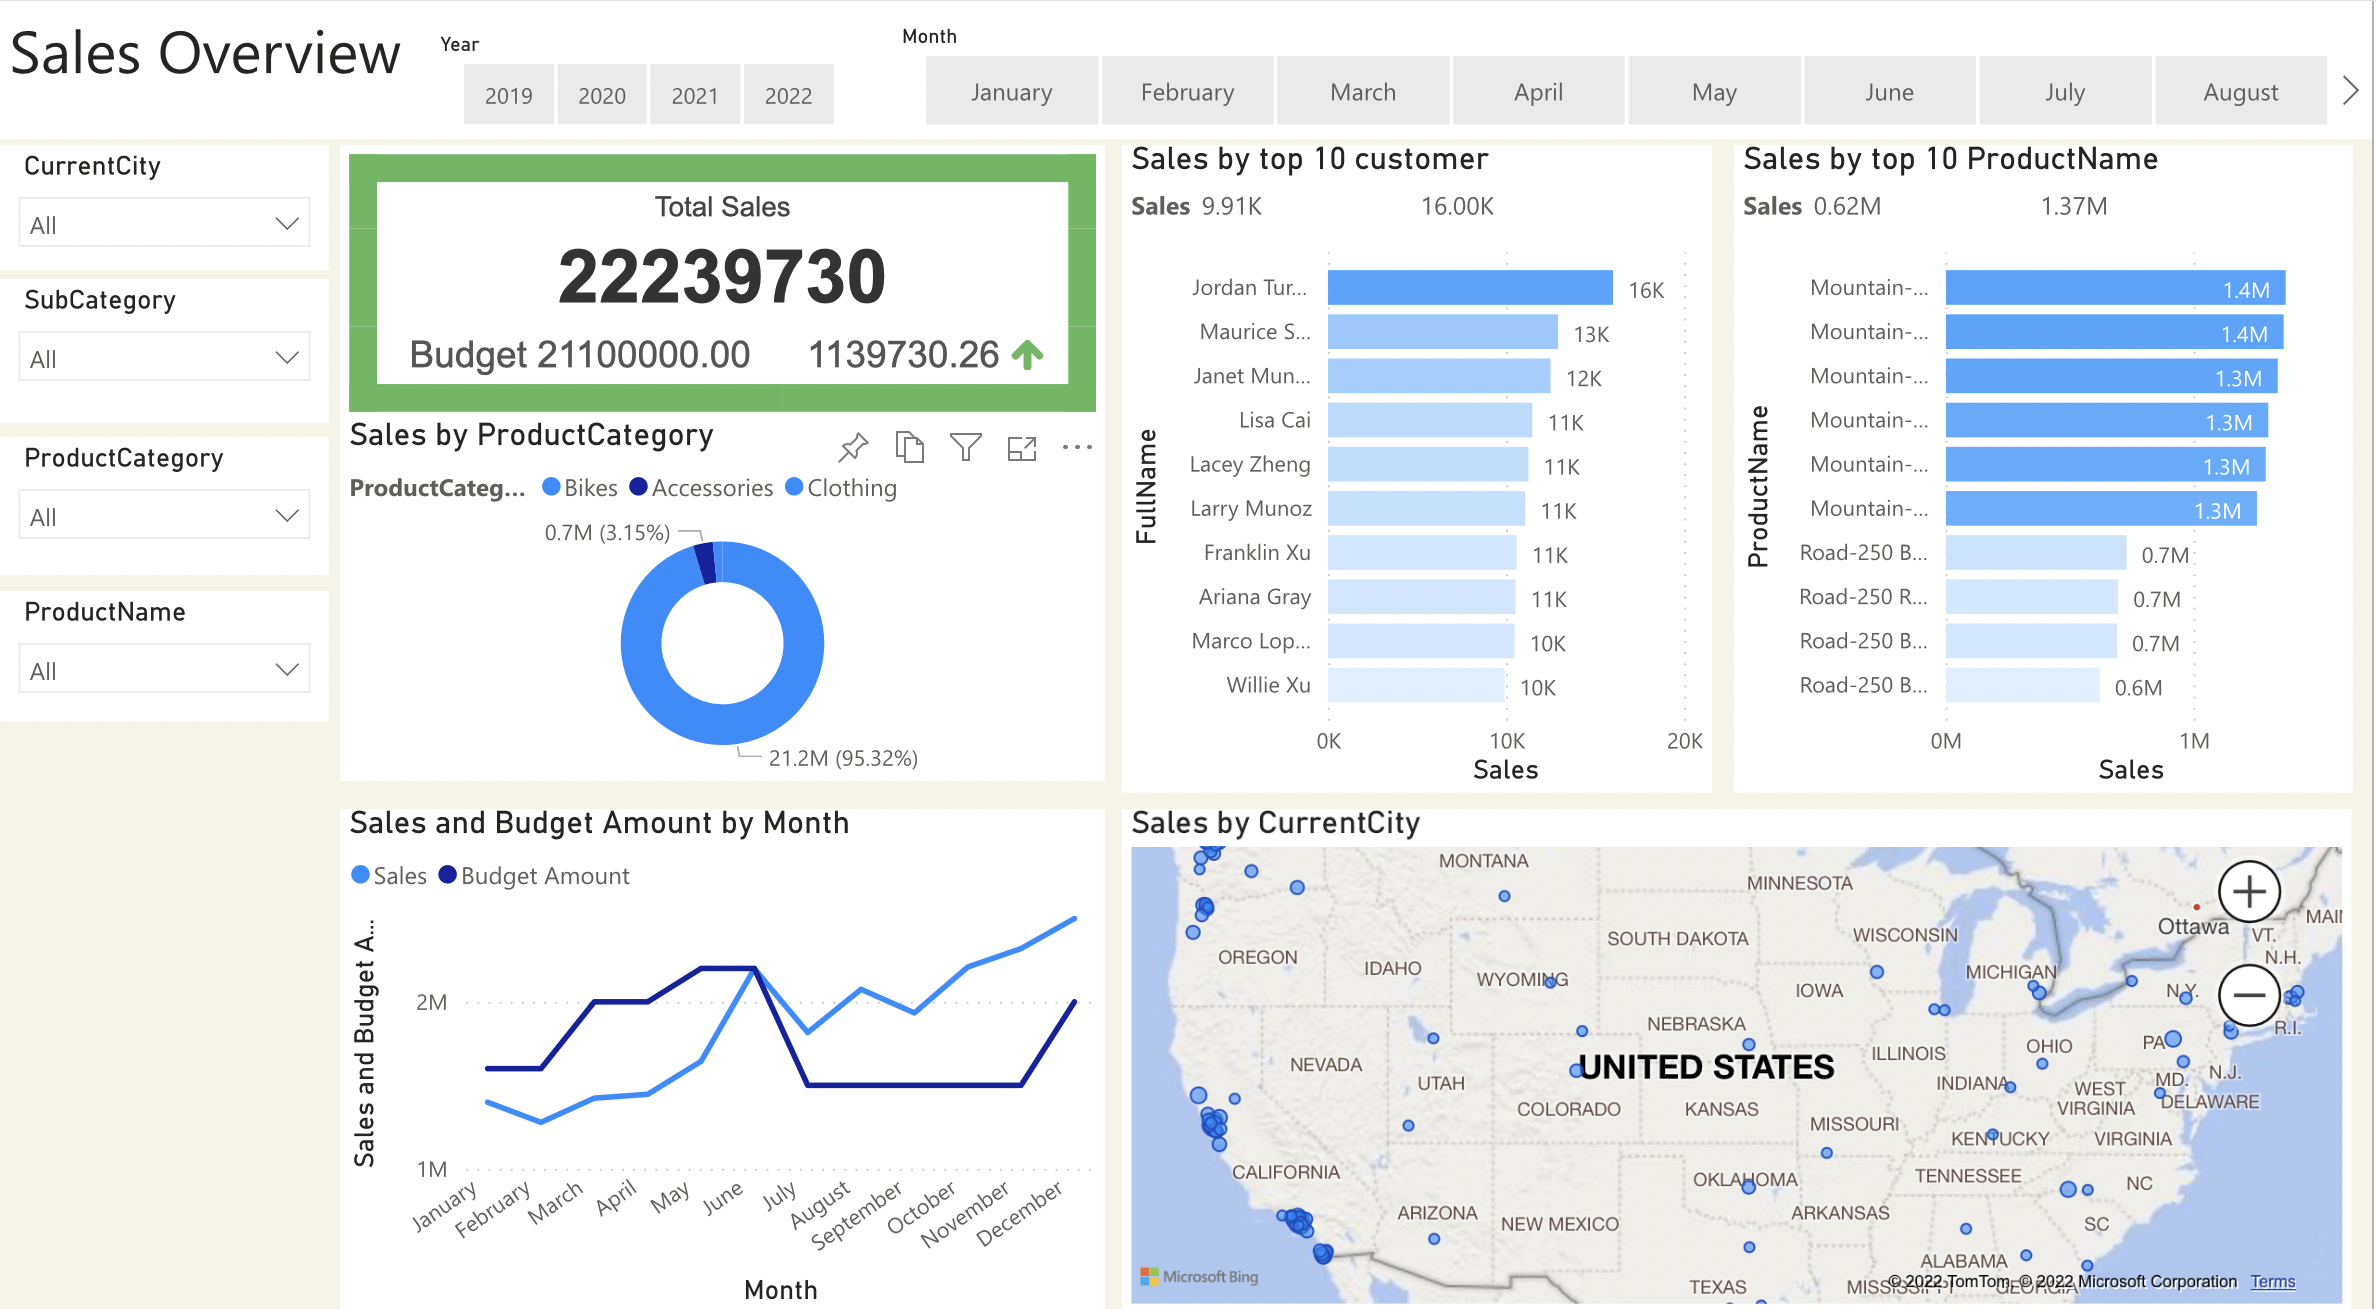 Sales Overview
Year
2019 2020 2021 2022
Month
January February March April May June July August
CurrentCity
All
SubCategory
All
ProductCategory
All
ProductName
All
Total Sales
22239730
Budget 21100000.00 1139730.26
Sales by ProductCategory
ProductCateg... Bikes Accessories Clothing
0.7M (3.15%)
21.2M (95.32%)
Sales by top 10 customer
Sales 9.91K 16.00K
FullName
Jordan Tur... 16K
Maurice S... 13K
Janet Mun... 12K
Lisa Cai 11K
Lacey Zheng 11K
Larry Munoz 11K
Franklin Xu 11K
Ariana Gray 11K
Marco Lop... 10K
Willie Xu 10K
0K 10K 20K
Sales
Sales by top 10 ProductName
Sales 0.62M 1.37M
ProductName
Mountain-... 1.4M
Mountain-... 1.4M
Mountain-... 1.3M
Mountain-... 1.3M
Mountain-... 1.3M
Mountain-... 1.3M
Road-250 B... 0.7M
Road-250 R... 0.7M
Road-250 B... 0.7M
Road-250 B... 0.6M
0M 1M
Sales
Sales and Budget Amount by Month
Sales Budget Amount
Sales and Budget A...
2M
1M
January February March April May June July August September October November December
Month
Sales by CurrentCity
MONTANA
MINNESOTA
Ottawa
MAI
VT.
OREGON
IDAHO
WYOMING
SOUTH DAKOTA
WISCONSIN
MICHIGAN
N.H.
IOWA
N.Y.
NEBRASKA
R.I.
NEVADA
UTAH
UNITED STATES
ILLINOIS
OHIO
PA
INDIANA
MD.
N.J.
COLORADO
KANSAS
WEST
VIRGINIA
DELAWARE
MISSOURI
KENTUCKY
VIRGINIA
CALIFORNIA
OKLAHOMA
TENNESSEE
NC
ARIZONA
NEW MEXICO
ARKANSAS
SC
ALABAMA
TEXAS
MISSISSIPPI
GEORGIA
Microsoft Bing
© 2022 TomTom, © 2022 Microsoft Corporation Terms